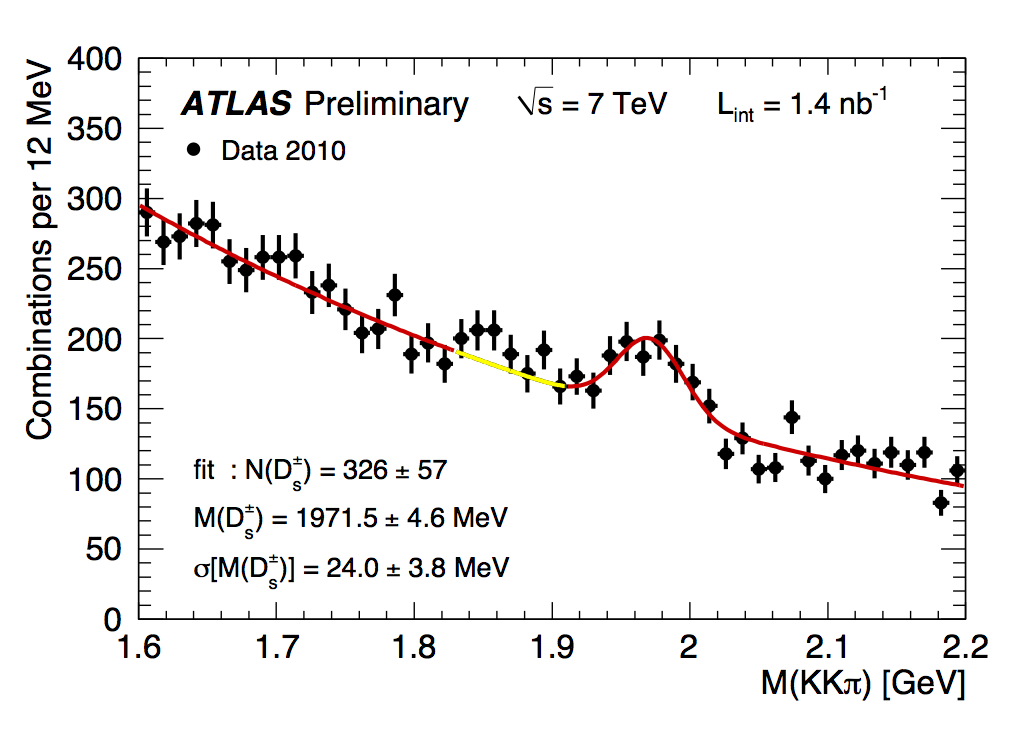 400
350
300
250
200
150
100
50
0
Combinations per 12 MeV
ATLAS Preliminary √s = 7 TeV L_int = 1.4 nb⁻¹
Data 2010
fit : N(D_s^±) = 326 ± 57
M(D_s^±) = 1971.5 ± 4.6 MeV
σ[M(D_s^±)] = 24.0 ± 3.8 MeV
1.6 1.7 1.8 1.9 2 2.1 2.2
M(KKπ) [GeV]